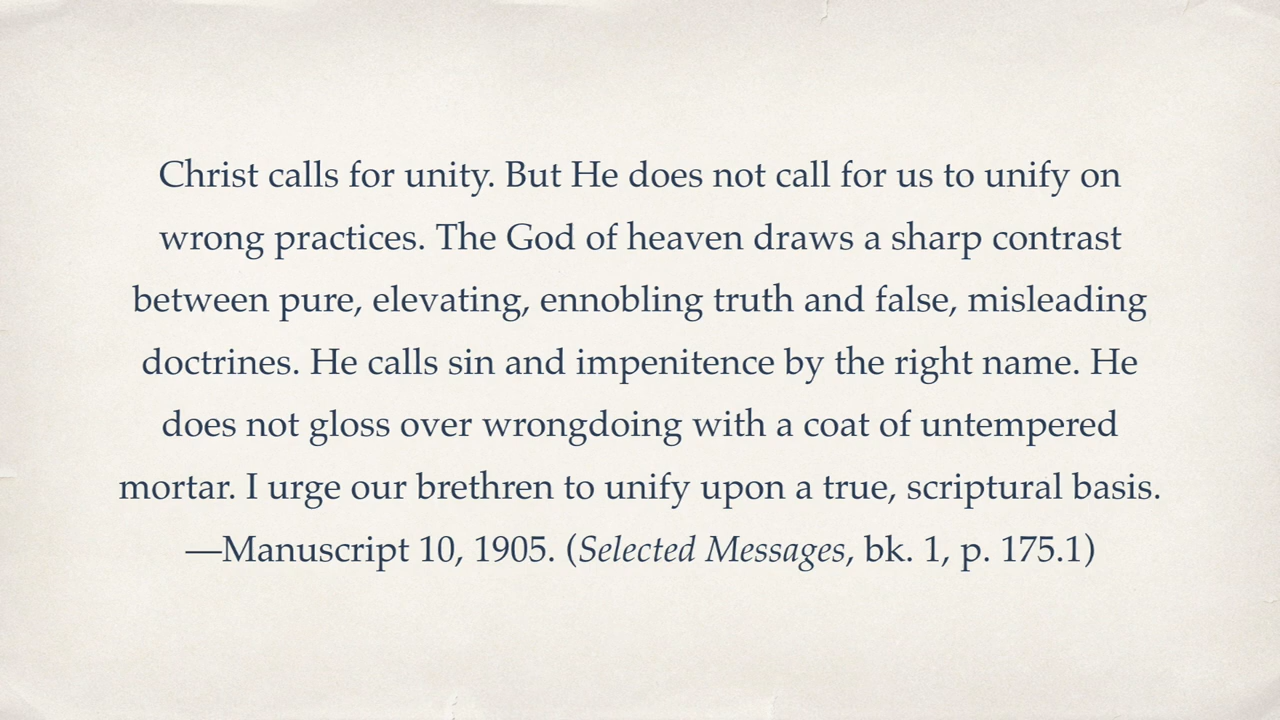 Christ calls for unity. But He does not call for us to unify on
wrong practices. The God of heaven draws a sharp contrast
between pure, elevating, ennobling truth and false, misleading
doctrines. He calls sin and impenitence by the right name. He
does not gloss over wrongdoing with a coat of untempered
mortar. I urge our brethren to unify upon a true, scriptural basis.
—Manuscript 10, 1905. (Selected Messages, bk. 1, p. 175.1)